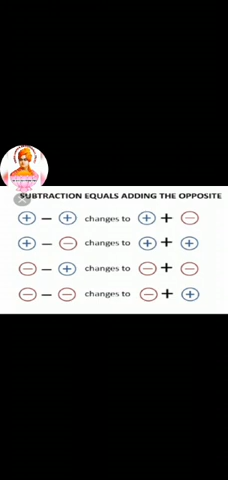 SUBTRACTION EQUALS ADDING THE OPPOSITE
⊕ − ⊕ changes to ⊕ + ⊖
⊕ − ⊖ changes to ⊕ + ⊕
⊖ − ⊕ changes to ⊖ + ⊖
⊖ − ⊖ changes to ⊖ + ⊕